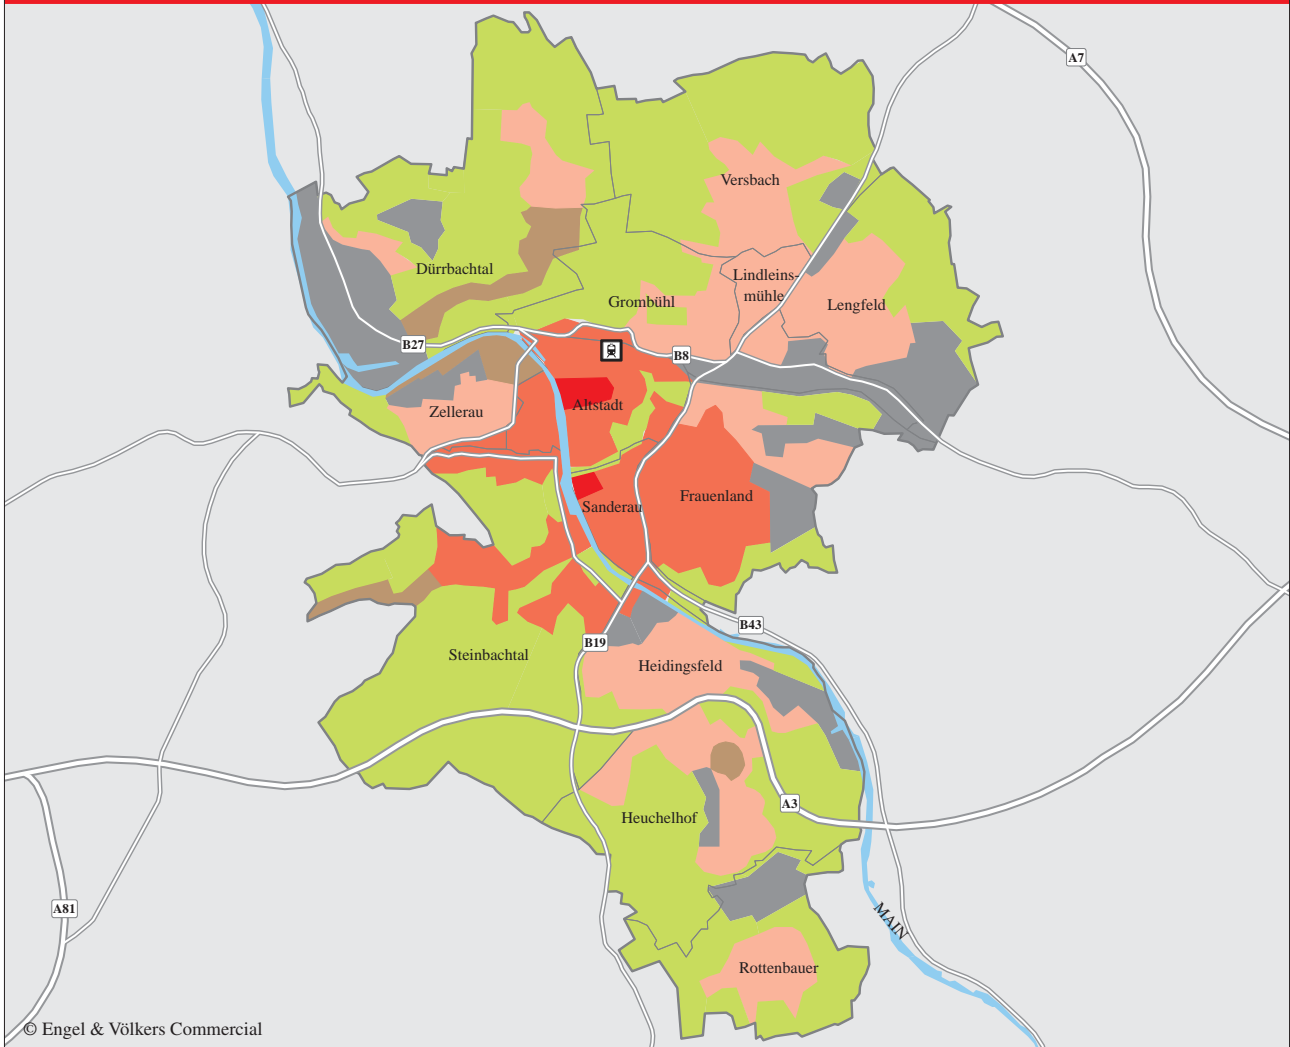 A7
Versbach
Dürrbachtal
Lindleins-
mühle
Grombühl
Lengfeld
B27
B8
Zellerau
Altstadt
Frauenland
Sanderau
B43
B19
Steinbachtal
Heidingsfeld
A3
Heuchelhof
A81
MAIN
Rottenbauer
© Engel & Völkers Commercial